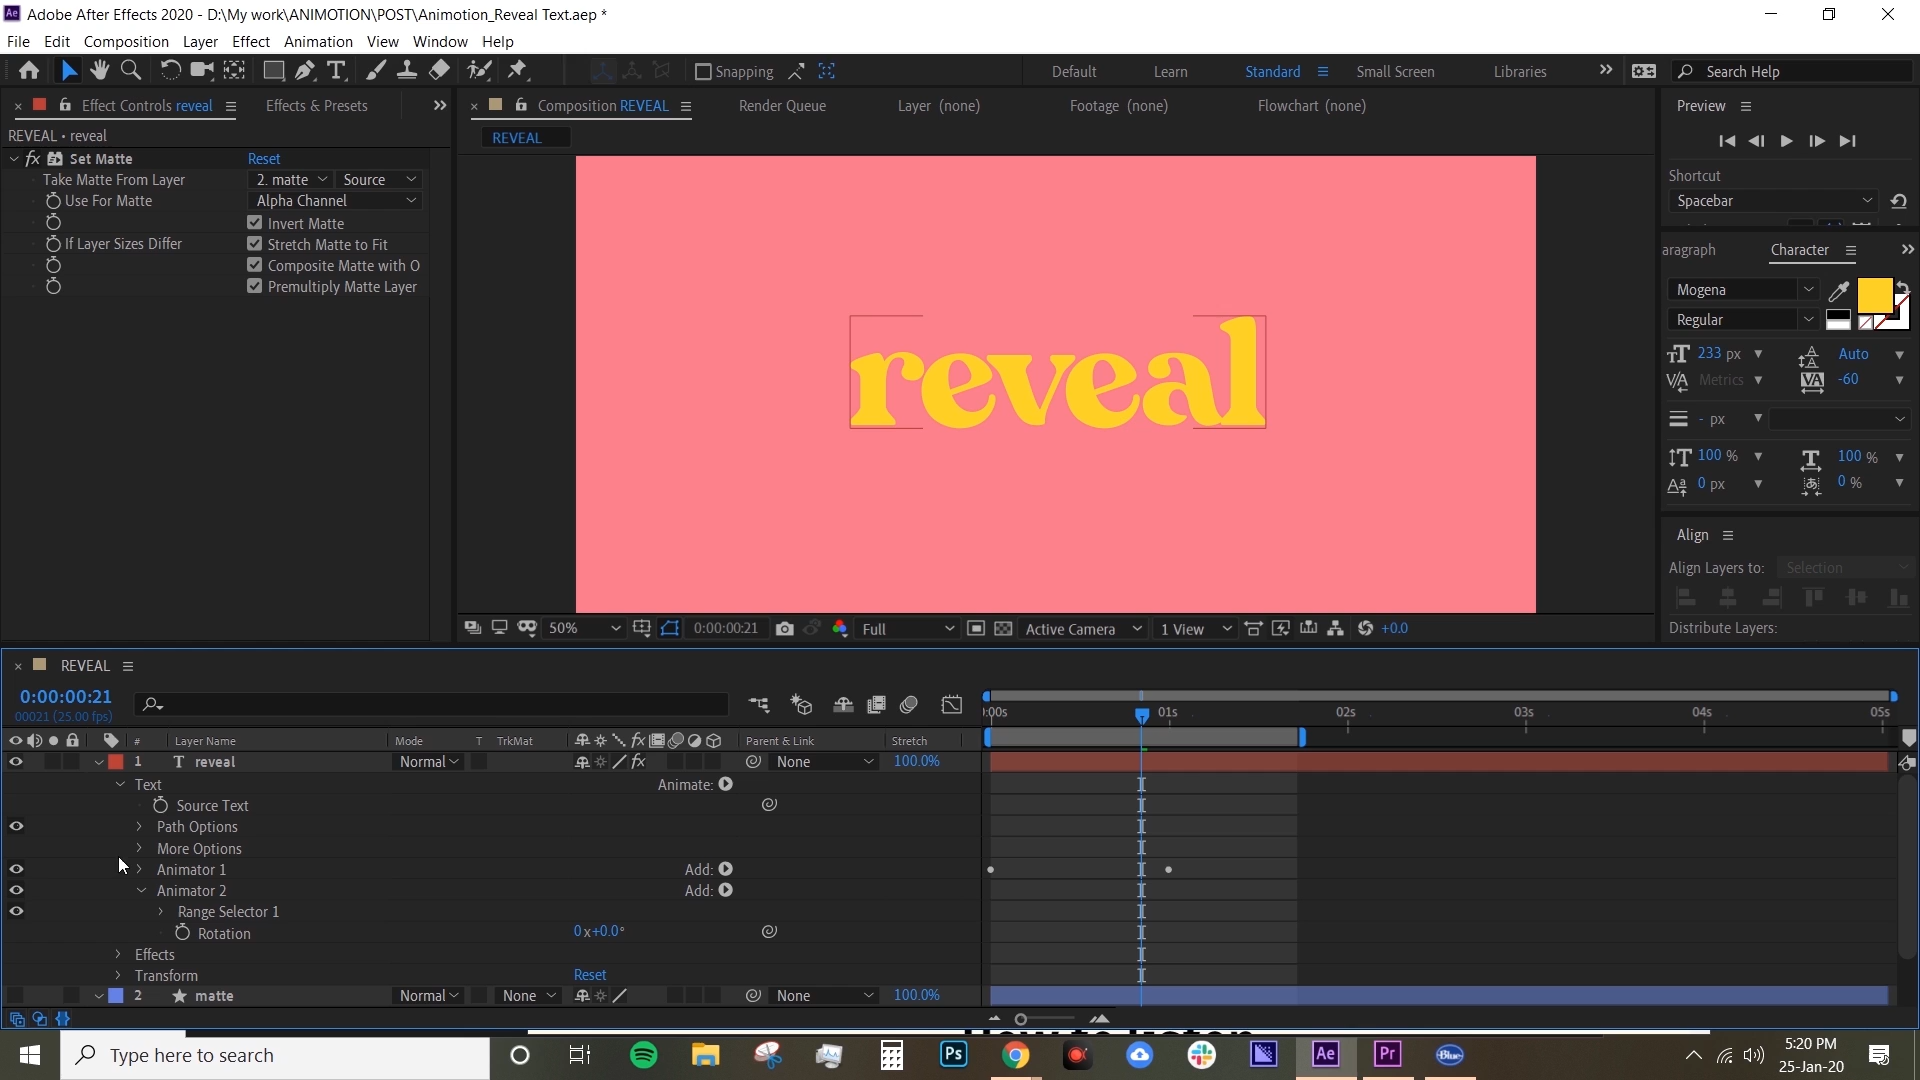 Adobe After Effects 2020 - D:\My work\ANIMOTION\POST\Animotion_Reveal Text.aep *
File Edit Composition Layer Effect Animation View Window Help
Snapping Default Learn Standard Small Screen Libraries Search Help
Effect Controls reveal Effects & Presets Composition REVEAL Render Queue Layer (none) Footage (none) Flowchart (none) Preview
REVEAL • reveal
REVEAL
fx Set Matte Reset
Take Matte From Layer 2. matte Source
Shortcut
Use For Matte Alpha Channel
Spacebar
Invert Matte
If Layer Sizes Differ Stretch Matte to Fit
aragraph Character
Composite Matte with O
Premultiply Matte Layer
Mogena
Regular
reveal
233 px Auto
Metrics -60
- px
100 % 100 %
0 px 0 %
Align
Align Layers to: Selection
50% 0:00:00:21 Full Active Camera 1 View +0.0
Distribute Layers:
REVEAL
0:00:00:21
00021 (25.00 fps)
):00s 01s 02s 03s 04s 05s
# Layer Name Mode T TrkMat fx Parent & Link Stretch
1 T reveal Normal fx None 100.0%
Text Animate:
Source Text
Path Options
More Options
Animator 1 Add:
Animator 2 Add:
Range Selector 1
Rotation 0x+0.0°
Effects
Transform Reset
2 matte Normal None None 100.0%
Type here to search Ps Ae Pr Blue
5:20 PM
25-Jan-20